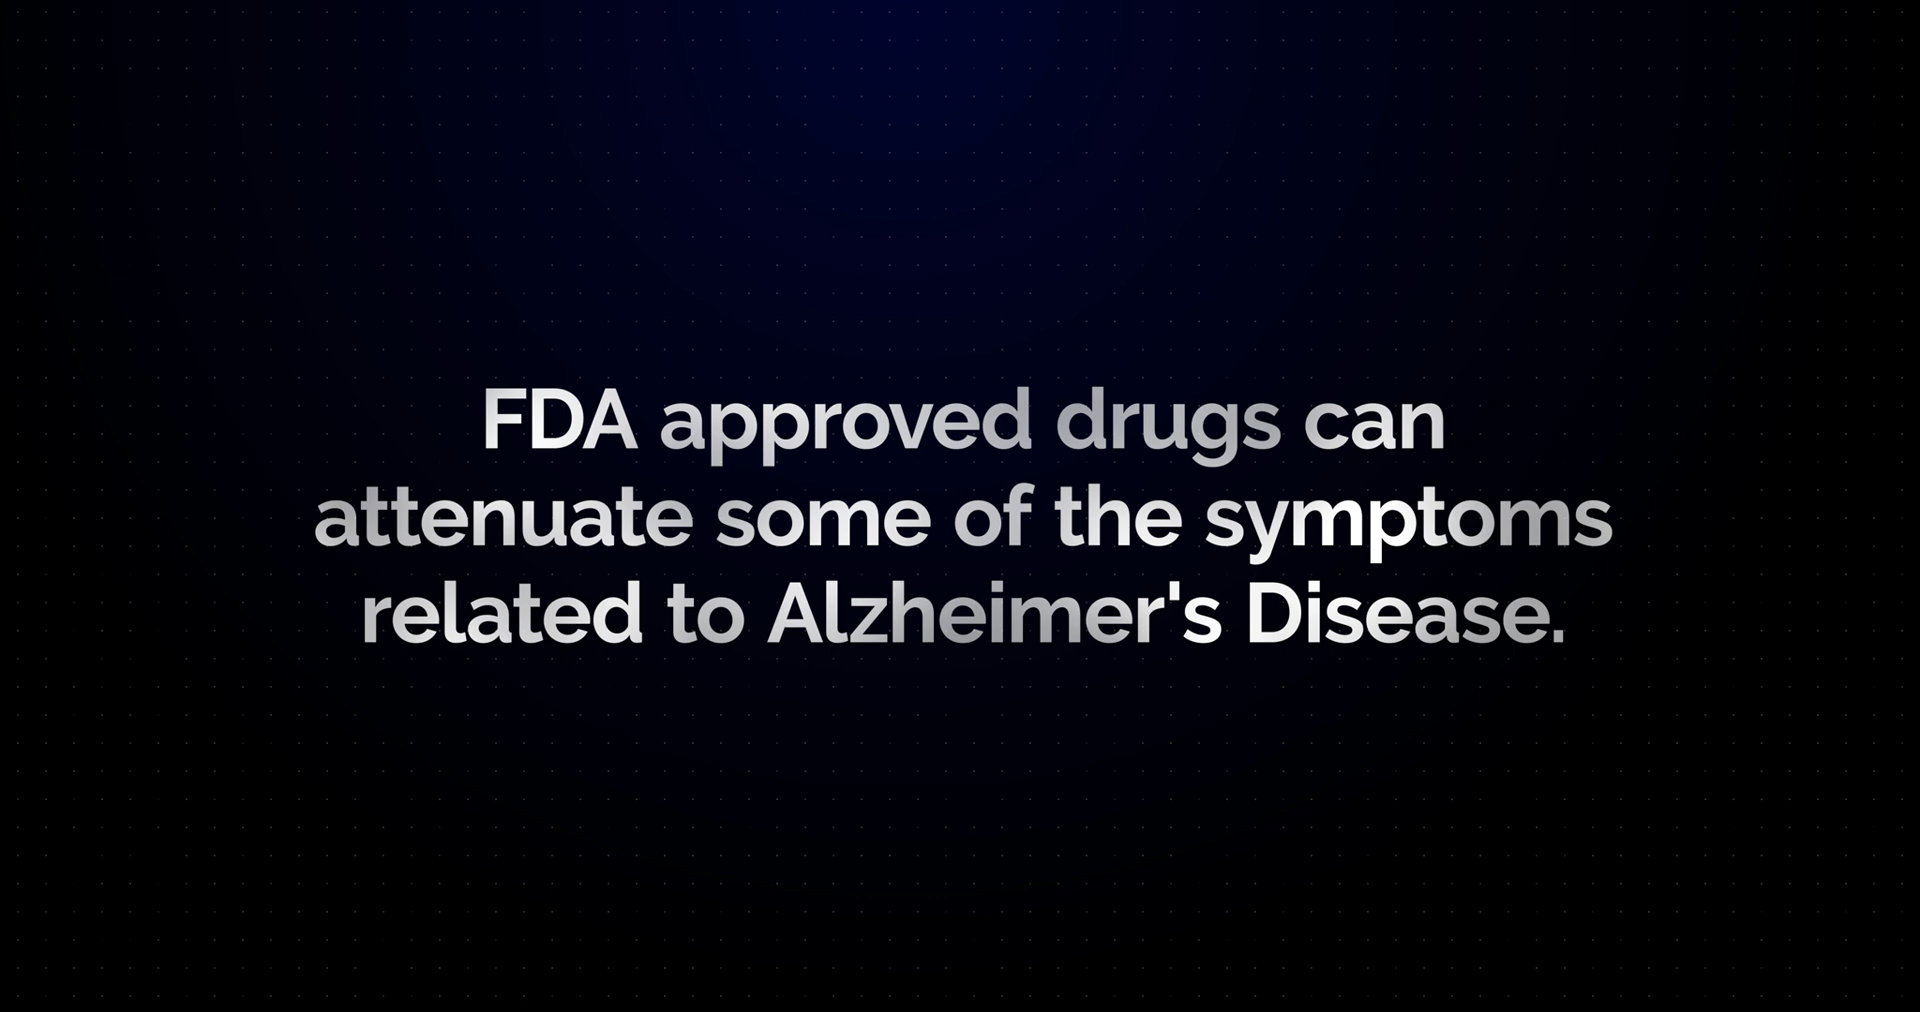 FDA approved drugs can
attenuate some of the symptoms
related to Alzheimer's Disease.